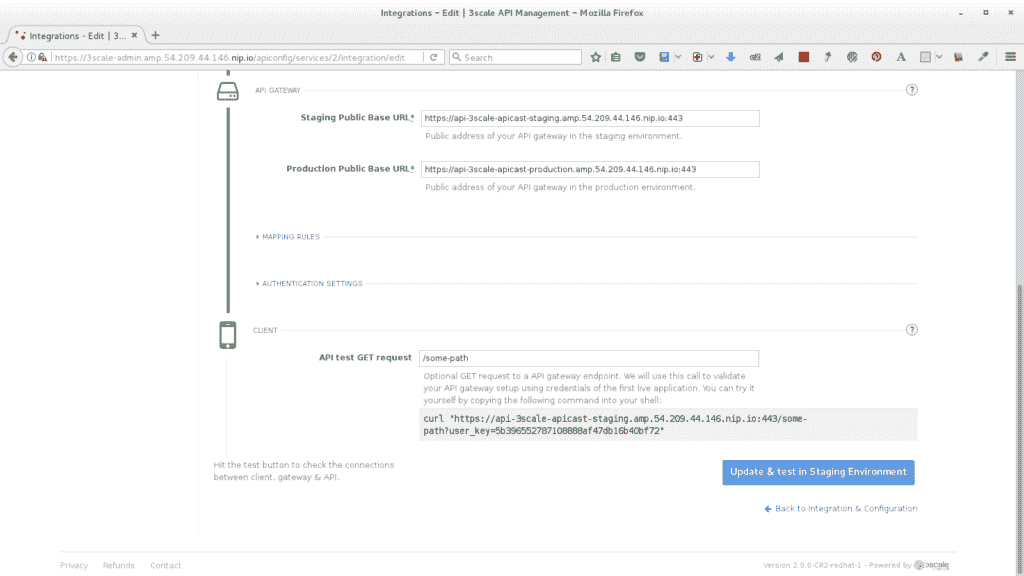 Integrations - Edit | 3scale API Management - Mozilla Firefox
Integrations - Edit | 3...
https://3scale-admin.amp.54.209.44.146.nip.io/apiconfig/services/2/integration/edit
Search
API GATEWAY
?
Staging Public Base URL*
https://api-3scale-apicast-staging.amp.54.209.44.146.nip.io:443
Public address of your API gateway in the staging environment.
Production Public Base URL*
https://api-3scale-apicast-production.amp.54.209.44.146.nip.io:443
Public address of your API gateway in the production environment.
MAPPING RULES
AUTHENTICATION SETTINGS
CLIENT
?
API test GET request
/some-path
Optional GET request to a API gateway endpoint. We will use this call to validate
your API gateway setup using credentials of the first live application. You can try it
yourself by copying the following command into your shell:
curl "https://api-3scale-apicast-staging.amp.54.209.44.146.nip.io:443/some-
path?user_key=5b396552787108888af47db16b40bf72"
Hit the test button to check the connections
between client, gateway & API.
Update & test in Staging Environment
Back to Integration & Configuration
Privacy Refunds Contact
Version 2.0.0-CR2-redhat-1 - Powered by 3scale